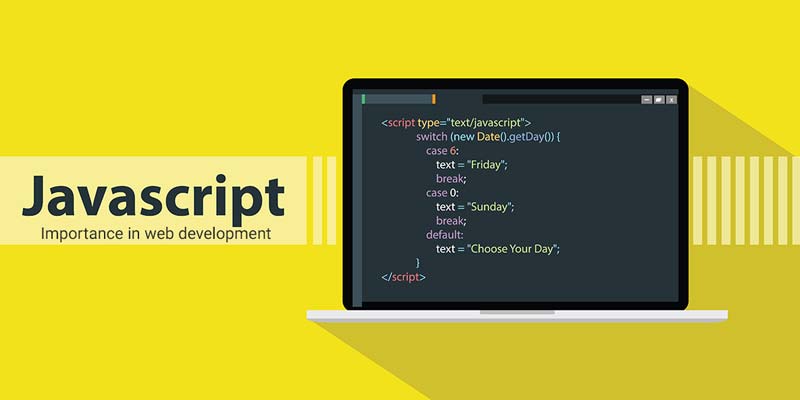 Javascript
Importance in web development
<script type="text/javascript">
switch (new Date().getDay()) {
case 6:
text = "Friday";
break;
case 0:
text = "Sunday";
break;
default:
text = "Choose Your Day";
}
</script>